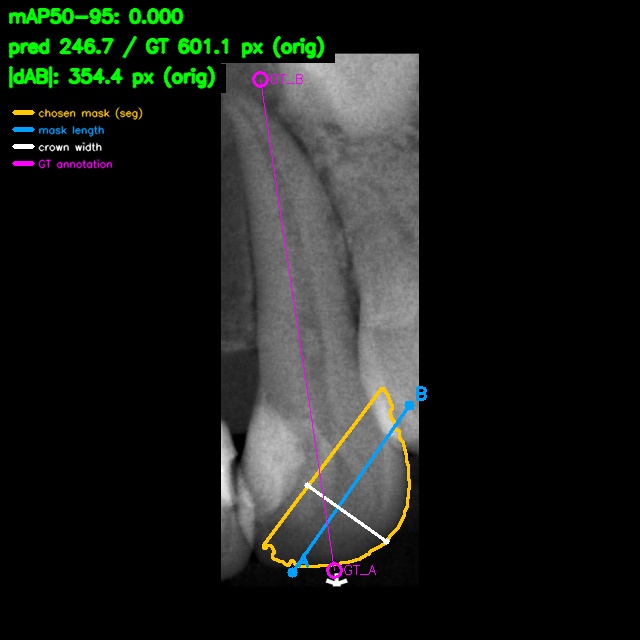 mAP50-95: 0.000
pred 246.7 / GT 601.1 px (orig)
|dAB|: 354.4 px (orig)
chosen mask (seg)
mask length
crown width
GT annotation
GT_B
B
A
GT_A